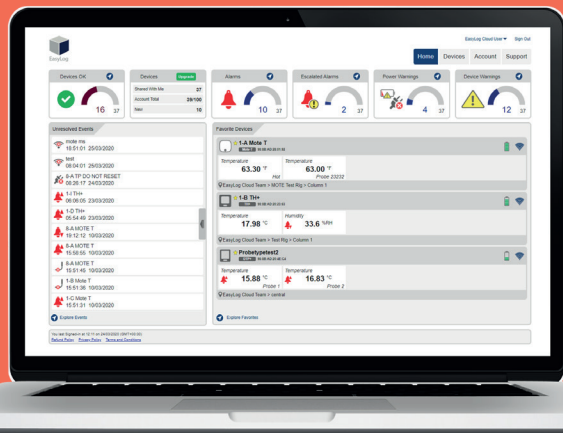 EasyLog Cloud User Sign Out
EasyLog
Home Devices Account Support
Devices OK
16 37
Devices Upgrade
Shared With Me 27
Account Total 28/100
Total 10
Alarms
10 37
Escalated Alarms
2 37
Power Warnings
4 37
Device Warnings
12 37
Unresolved Events
mote ms
10:51:01 25/03/2020
test
08:04:01 25/03/2020
8-A TP DO NOT RESET
08:26:17 24/03/2020
1-I TH+
06:06:05 23/03/2020
1-D TH+
05:54:49 23/03/2020
8-A MOTE T
19:12:12 10/03/2020
8-A MOTE T
15:56:55 10/03/2020
8-A MOTE T
15:51:45 10/03/2020
1-B Mote T
15:51:36 10/03/2020
1-C Mote T
15:51:31 10/03/2020
Explore Events
Favorite Devices
1-A Mote T
Temperature Temperature
63.30 °F 63.00 °F
Hot Probe 23232
EasyLog Cloud Team > MOTE Test Rig > Column 1
1-B TH+
Temperature Humidity
17.98 °C 33.6 %RH
EasyLog Cloud Team > Test Rig > Column 1
Probetypetest2
Temperature Temperature
15.88 °C 16.83 °C
Probe 1 Probe 2
EasyLog Cloud Team > central
Explore Favorites
Refund Policy Privacy Policy Terms and Conditions